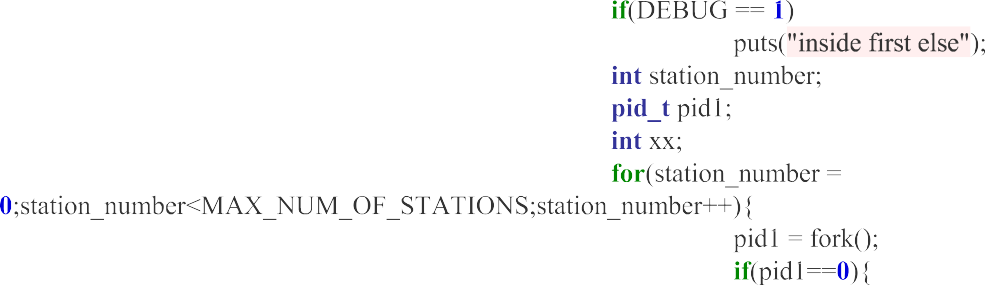 if(DEBUG == 1)
puts("inside first else");
int station_number;
pid_t pid1;
int xx;
for(station_number =
0;station_number<MAX_NUM_OF_STATIONS;station_number++){
pid1 = fork();
if(pid1==0){